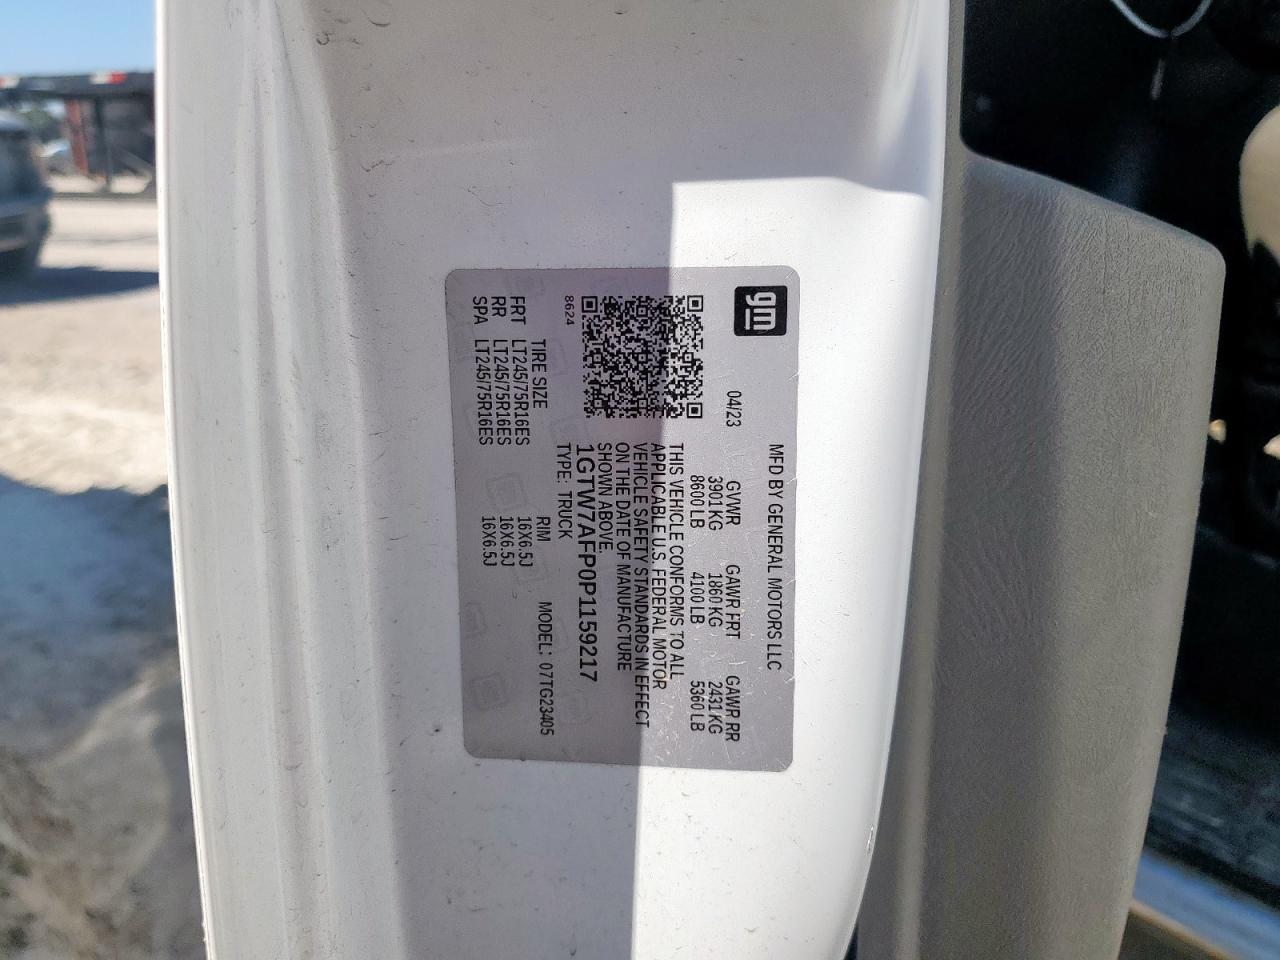 gm
MFD BY GENERAL MOTORS LLC
04/23
GVWR GAWR FRT GAWR RR
3901 KG 1860 KG 2431 KG
8600 LB 4100 LB 5360 LB
THIS VEHICLE CONFORMS TO ALL
APPLICABLE U.S. FEDERAL MOTOR
VEHICLE SAFETY STANDARDS IN EFFECT
ON THE DATE OF MANUFACTURE
SHOWN ABOVE.
1GTW7AFP0P1159217
8624
TYPE: TRUCK
TIRE SIZE RIM MODEL: 07TG23405
FRT LT245/75R16ES 16X6.5J
RR LT245/75R16ES 16X6.5J
SPA LT245/75R16ES 16X6.5J